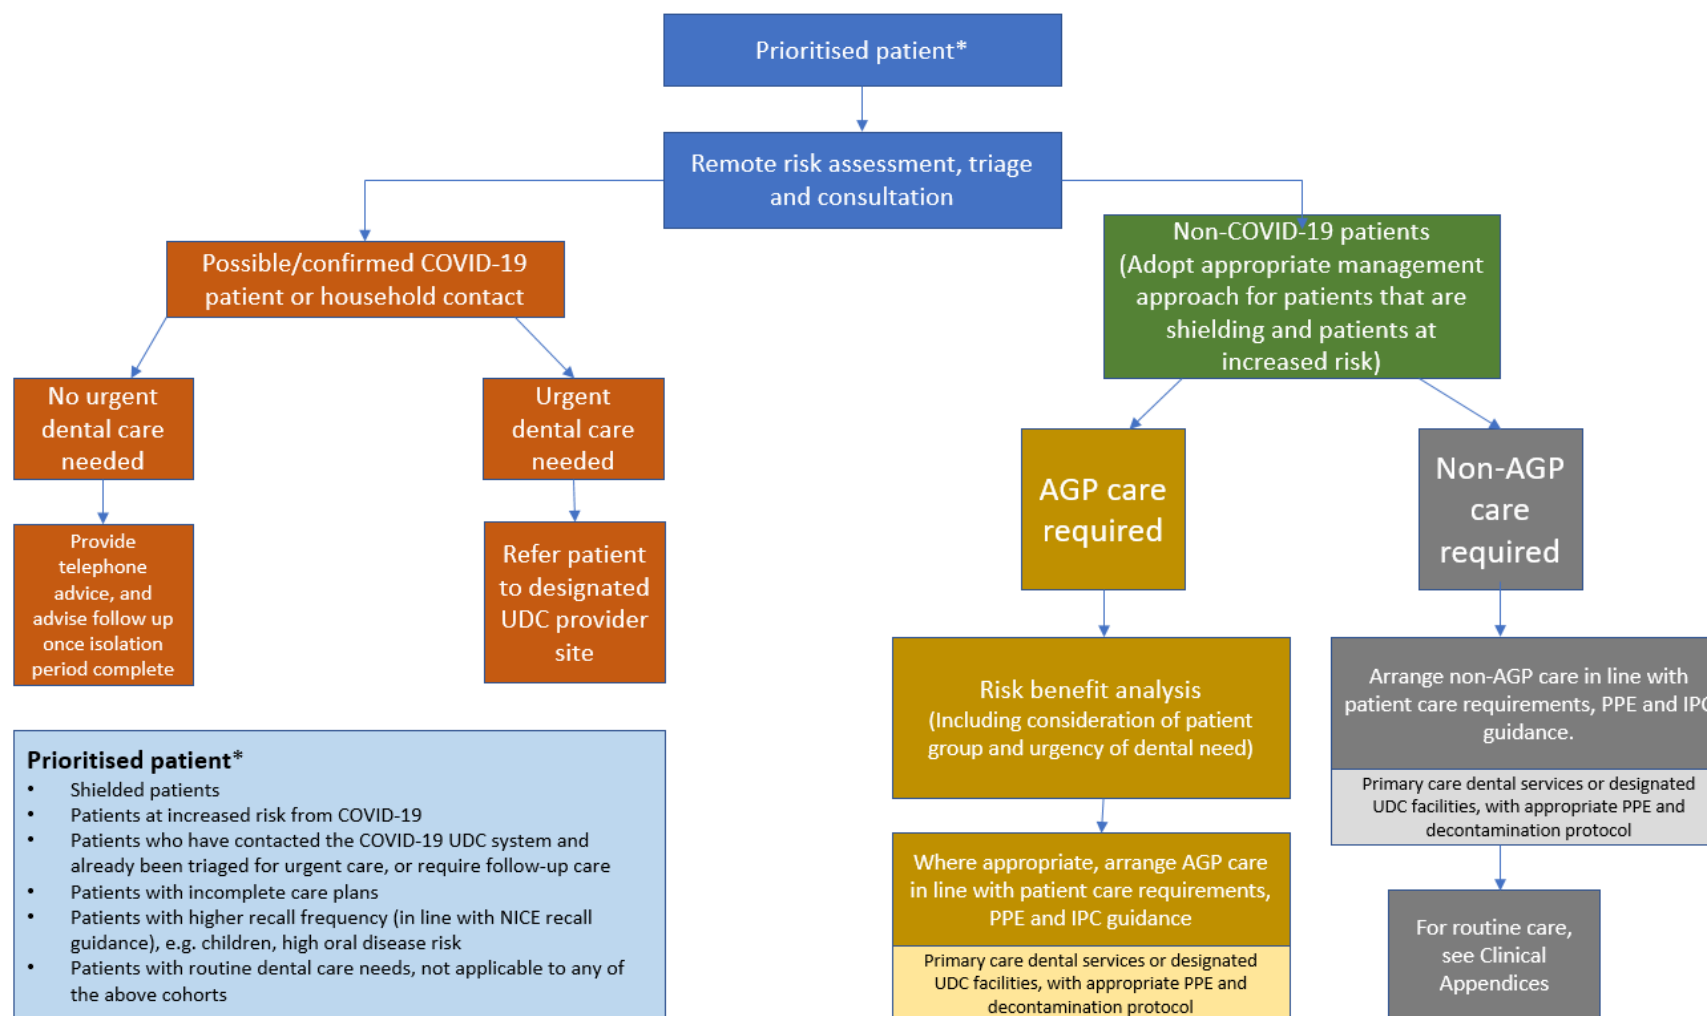 Prioritised patient*
Remote risk assessment, triage
and consultation
Possible/confirmed COVID-19
patient or household contact
Non-COVID-19 patients
(Adopt appropriate management
approach for patients that are
shielding and patients at
increased risk)
No urgent
dental care
needed
Urgent
dental care
needed
AGP care
required
Non-AGP
care
required
Provide
telephone
advice, and
advise follow up
once isolation
period complete
Refer patient
to designated
UDC provider
site
Risk benefit analysis
(Including consideration of patient
group and urgency of dental need)
Arrange non-AGP care in line with
patient care requirements, PPE and IPC
guidance.
Primary care dental services or designated
UDC facilities, with appropriate PPE and
decontamination protocol
Where appropriate, arrange AGP care
in line with patient care requirements,
PPE and IPC guidance
Primary care dental services or designated
UDC facilities, with appropriate PPE and
decontamination protocol
For routine care,
see Clinical
Appendices
Prioritised patient*
• Shielded patients
• Patients at increased risk from COVID-19
• Patients who have contacted the COVID-19 UDC system and
already been triaged for urgent care, or require follow-up care
• Patients with incomplete care plans
• Patients with higher recall frequency (in line with NICE recall
guidance), e.g. children, high oral disease risk
• Patients with routine dental care needs, not applicable to any of
the above cohorts